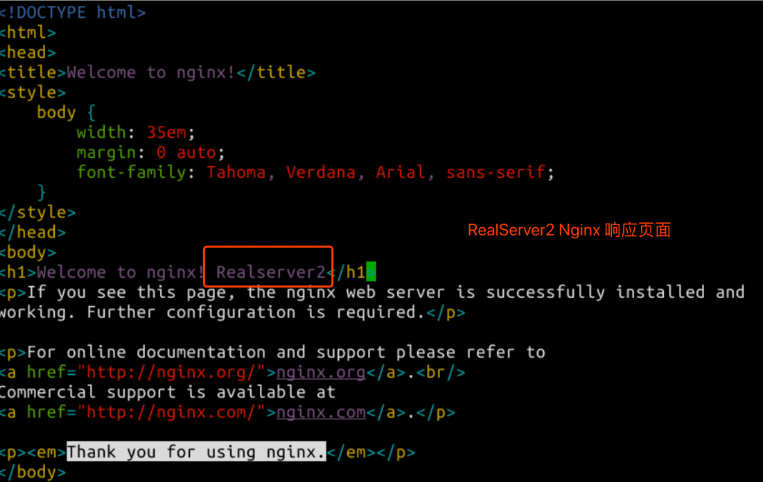 <!DOCTYPE html>
<html>
<head>
<title>Welcome to nginx!</title>
<style>
    body {
        width: 35em;
        margin: 0 auto;
        font-family: Tahoma, Verdana, Arial, sans-serif;
    }
</style>
</head>
RealServer2 Nginx 响应页面
<body>
<h1>Welcome to nginx! Realserver2</h1>
<p>If you see this page, the nginx web server is successfully installed and
working. Further configuration is required.</p>

<p>For online documentation and support please refer to
<a href="http://nginx.org/">nginx.org</a>.<br/>
Commercial support is available at
<a href="http://nginx.com/">nginx.com</a>.</p>

<p><em>Thank you for using nginx.</em></p>
</body>